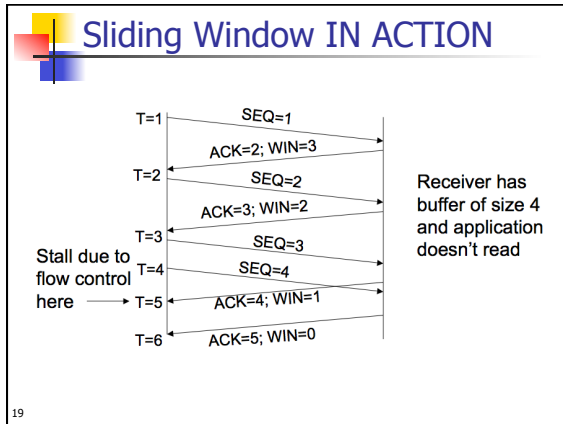 Sliding Window IN ACTION
T=1
SEQ=1
ACK=2; WIN=3
T=2
SEQ=2
ACK=3; WIN=2
T=3
SEQ=3
T=4
SEQ=4
Stall due to
flow control
here
T=5
ACK=4; WIN=1
T=6
ACK=5; WIN=0
Receiver has
buffer of size 4
and application
doesn't read
19